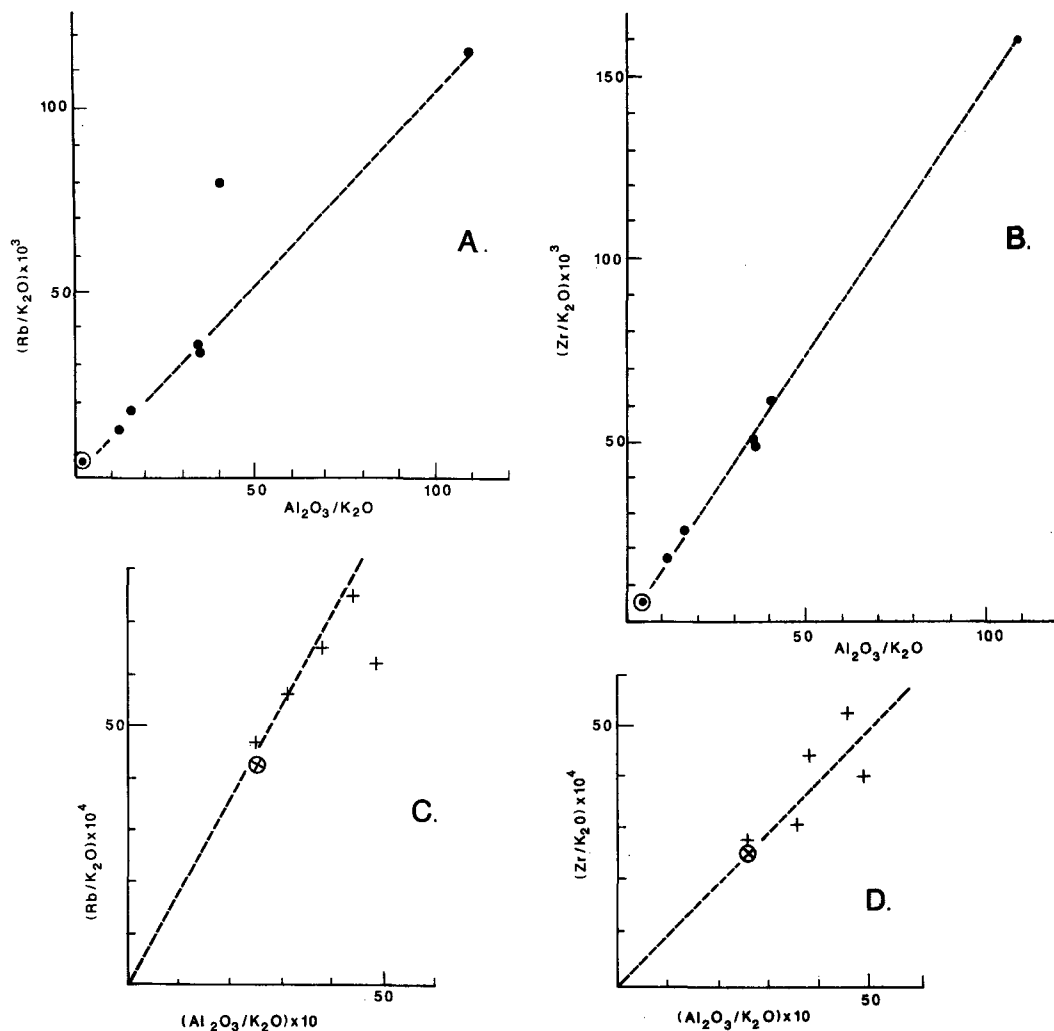 100
50
(Rb/K₂O)x10³
A.
50
100
Al₂O₃/K₂O
150
100
50
(Zr/K₂O)x10³
B.
50
100
Al₂O₃/K₂O
50
(Rb/K₂O)x10⁴
C.
50
(Al₂O₃/K₂O)x10
50
(Zr/K₂O)x10⁴
D.
50
(Al₂O₃/K₂O)x10